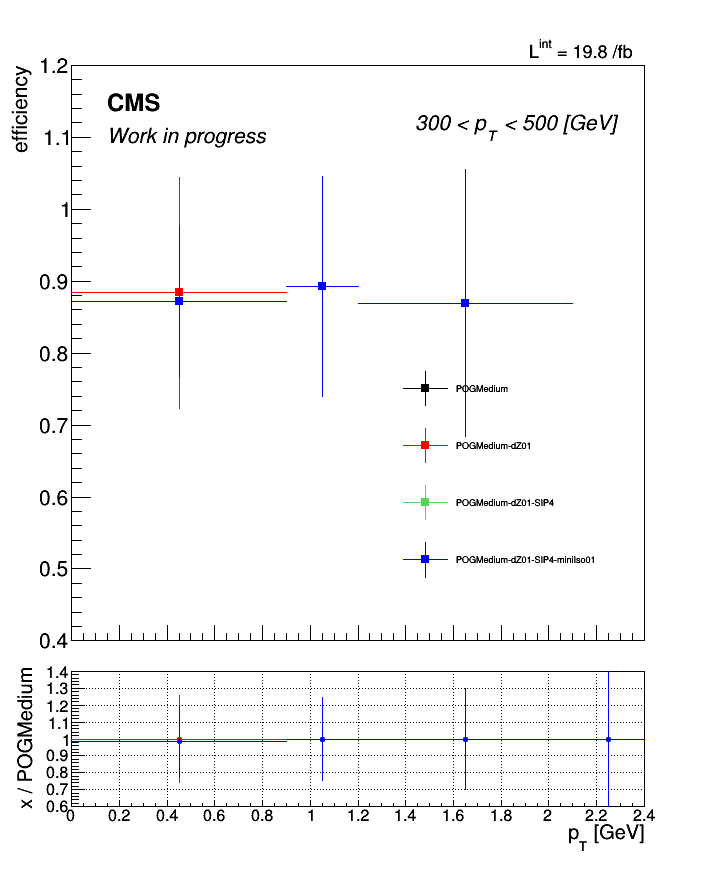 L^int = 19.8 /fb
efficiency
1.2
CMS
Work in progress
300 < p_T < 500 [GeV]
1.1
1
0.9
0.8
POGMedium
0.7
POGMedium-dZ01
0.6
POGMedium-dZ01-SIP4
0.5
POGMedium-dZ01-SIP4-miniIso01
0.4
x / POGMedium
1.4
1.3
1.2
1.1
1
0.9
0.8
0.7
0.6
0 0.2 0.4 0.6 0.8 1 1.2 1.4 1.6 1.8 2 2.2 2.4
p_T [GeV]